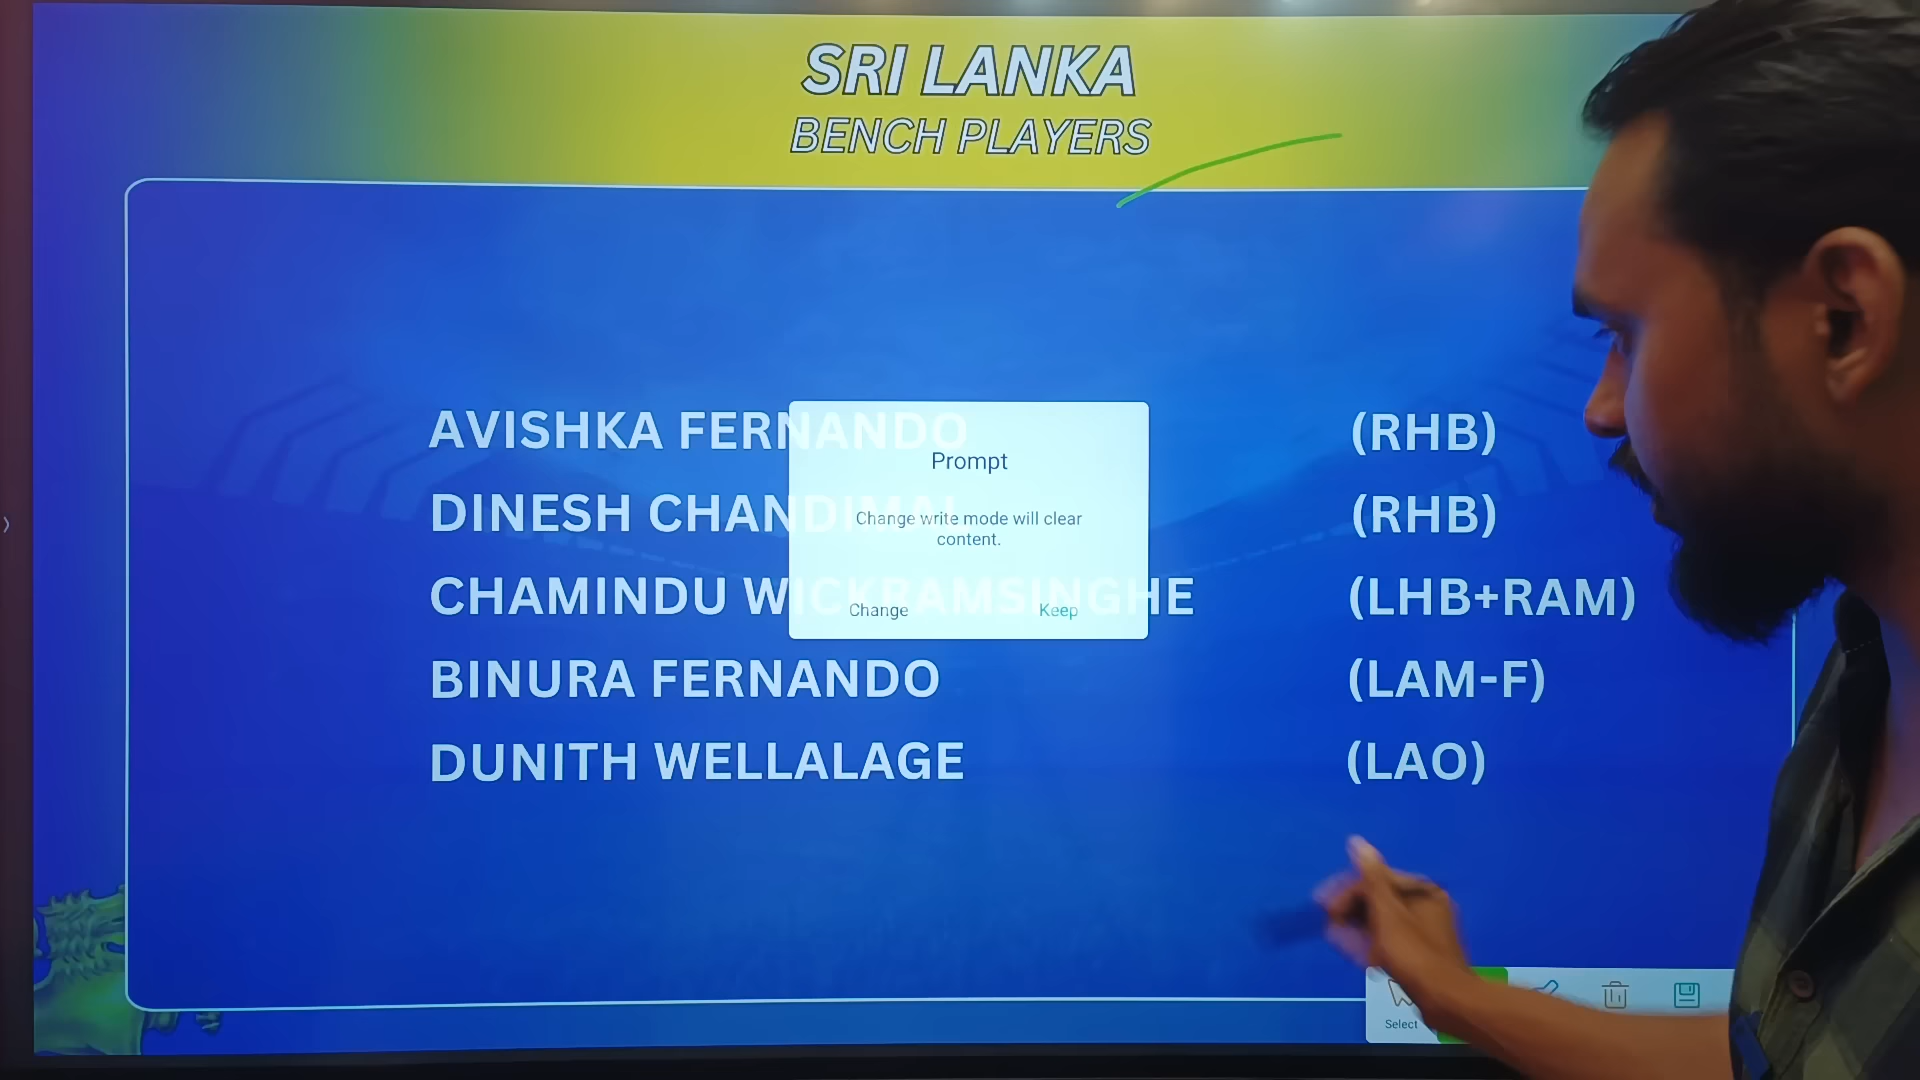 SRI LANKA
BENCH PLAYERS
AVISHKA FERNANDO (RHB)
DINESH CHANDIMAL (RHB)
CHAMINDU WICKRAMSINGHE (LHB+RAM)
BINURA FERNANDO (LAM-F)
DUNITH WELLALAGE (LAO)
Prompt
Change write mode will clear
content.
Change Keep
Select